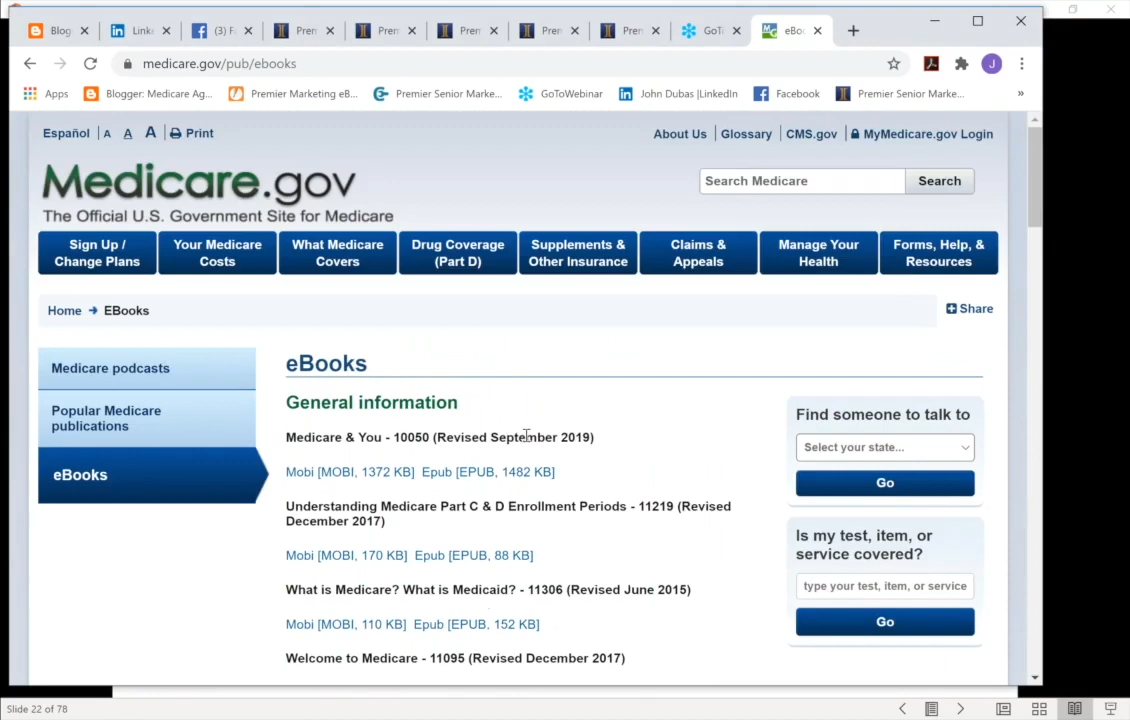 Blog
Linke
(3) F
Prem
Prem
Prem
Prem
Prem
GoT
eBoo
medicare.gov/pub/ebooks
J
Apps
Blogger: Medicare Ag...
Premier Marketing eB...
Premier Senior Marke...
GoToWebinar
John Dubas |LinkedIn
Facebook
Premier Senior Marke...
»
Español A A A Print
About Us Glossary CMS.gov MyMedicare.gov Login
Medicare.gov
The Official U.S. Government Site for Medicare
Search Medicare
Search
Sign Up /
Change Plans
Your Medicare
Costs
What Medicare
Covers
Drug Coverage
(Part D)
Supplements &
Other Insurance
Claims &
Appeals
Manage Your
Health
Forms, Help, &
Resources
Home EBooks
Share
Medicare podcasts
Popular Medicare
publications
eBooks
eBooks
General information
Medicare & You - 10050 (Revised September 2019)
Mobi [MOBI, 1372 KB] Epub [EPUB, 1482 KB]
Understanding Medicare Part C & D Enrollment Periods - 11219 (Revised
December 2017)
Mobi [MOBI, 170 KB] Epub [EPUB, 88 KB]
What is Medicare? What is Medicaid? - 11306 (Revised June 2015)
Mobi [MOBI, 110 KB] Epub [EPUB, 152 KB]
Welcome to Medicare - 11095 (Revised December 2017)
Find someone to talk to
Select your state...
Go
Is my test, item, or
service covered?
type your test, item, or service
Go
Slide 22 of 78